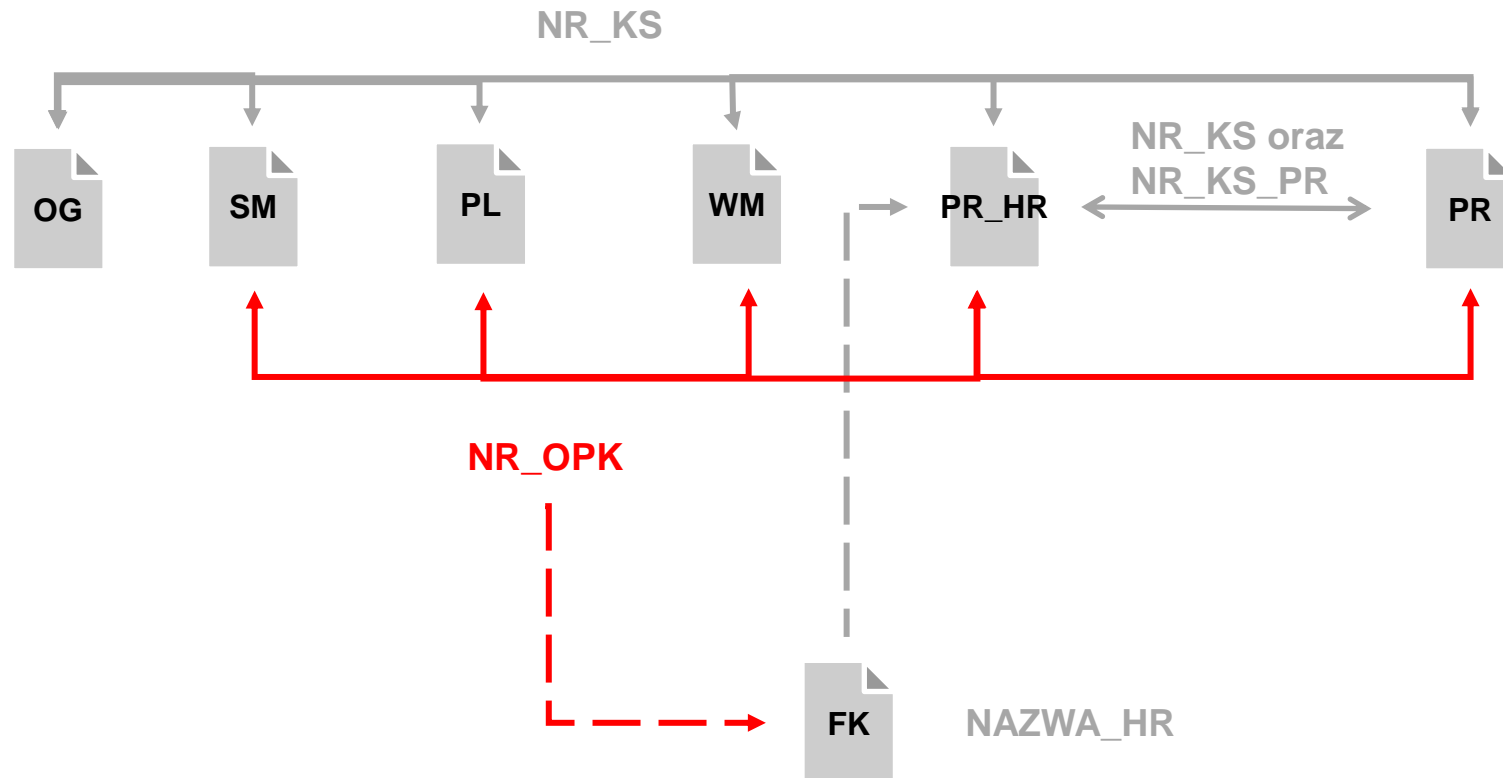 NR_KS
NR_KS oraz
NR_KS_PR
OG
SM
PL
WM
PR_HR
PR
NR_OPK
FK
NAZWA_HR